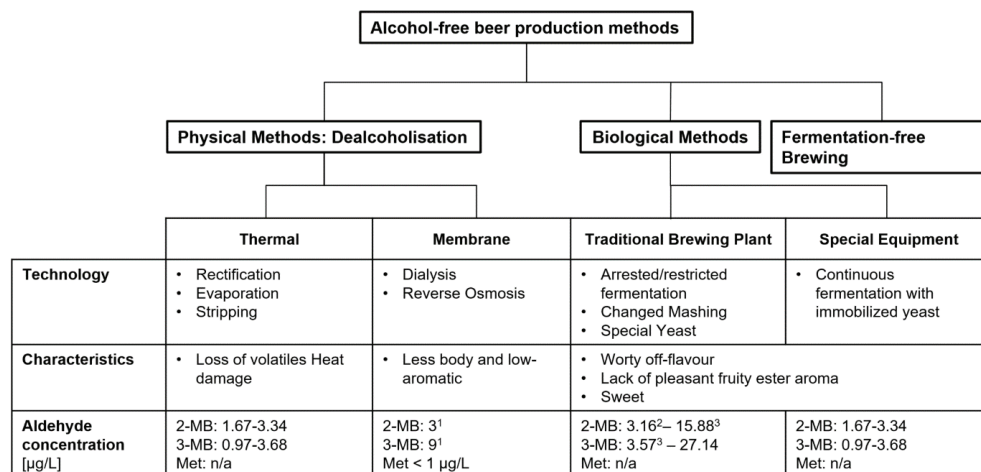 Alcohol-free beer production methods
Physical Methods: Dealcoholisation
Biological Methods
Fermentation-free
Brewing
Thermal
Membrane
Traditional Brewing Plant
Special Equipment
Technology
• Rectification
• Evaporation
• Stripping
• Dialysis
• Reverse Osmosis
• Arrested/restricted
fermentation
• Changed Mashing
• Special Yeast
• Continuous
fermentation with
immobilized yeast
Characteristics
• Loss of volatiles Heat
damage
• Less body and low-
aromatic
• Worty off-flavour
• Lack of pleasant fruity ester aroma
• Sweet
Aldehyde
concentration
[µg/L]
2-MB: 1.67-3.34
3-MB: 0.97-3.68
Met: n/a
2-MB: 3¹
3-MB: 9¹
Met < 1 µg/L
2-MB: 3.16²– 15.88³
3-MB: 3.57³ – 27.14
Met: n/a
2-MB: 1.67-3.34
3-MB: 0.97-3.68
Met: n/a